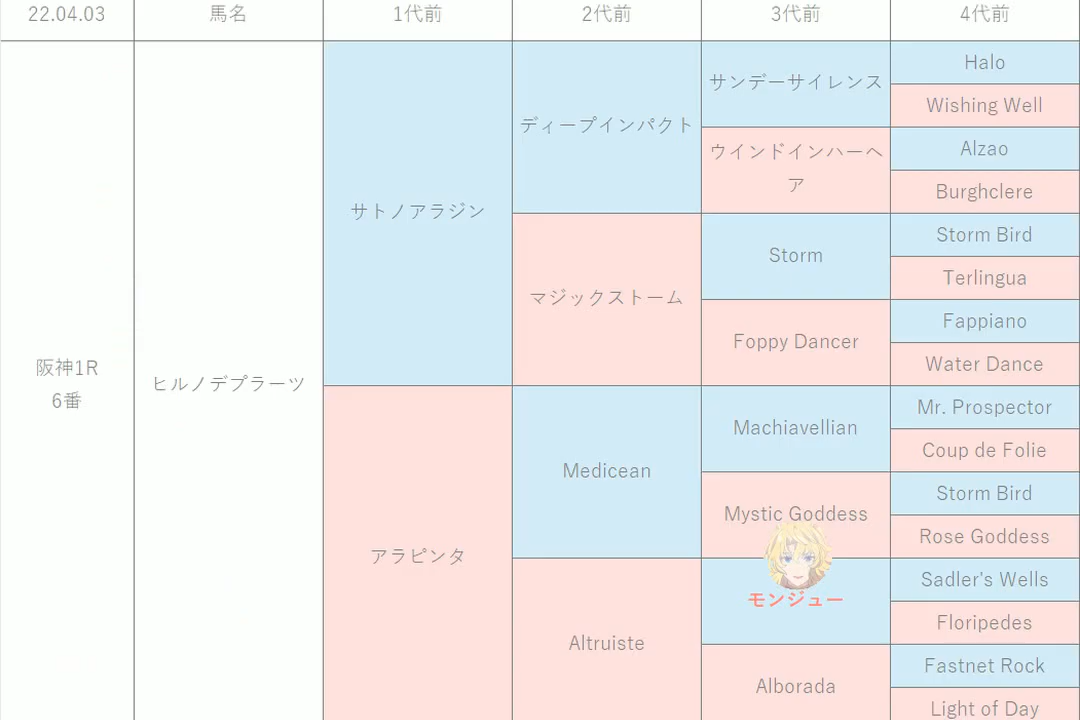 22.04.03
馬名
1代前
2代前
3代前
4代前
阪神1R
6番
ヒルノデプラーツ
サトノアラジン
アラピンタ
ディープインパクト
マジックストーム
Medicean
Altruiste
サンデーサイレンス
ウインドインハーヘ
ア
Storm
Foppy Dancer
Machiavellian
Mystic Goddess
モンジュー
Alborada
Halo
Wishing Well
Alzao
Burghclere
Storm Bird
Terlingua
Fappiano
Water Dance
Mr. Prospector
Coup de Folie
Storm Bird
Rose Goddess
Sadler's Wells
Floripedes
Fastnet Rock
Light of Day